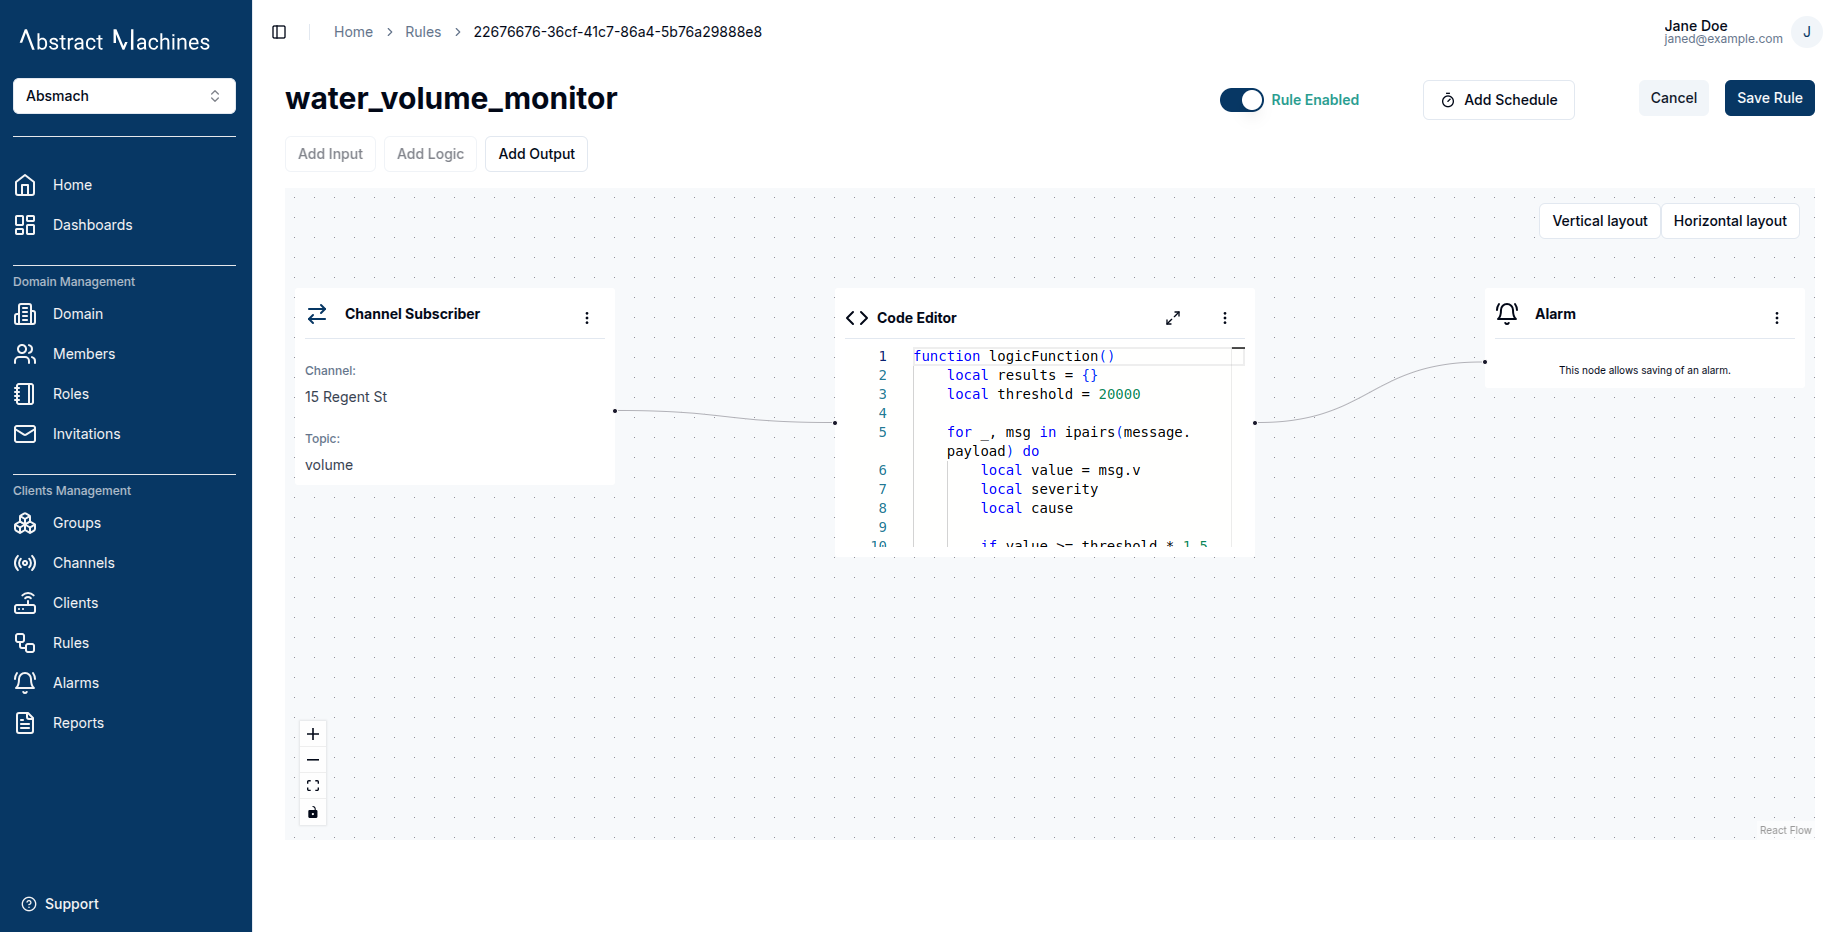 Abstract Machines
Absmach
Home
Dashboards
Domain Management
Domain
Members
Roles
Invitations
Clients Management
Groups
Channels
Clients
Rules
Alarms
Reports
Support
Home > Rules > 22676676-36cf-41c7-86a4-5b76a29888e8
Jane Doe
janed@example.com
J
water_volume_monitor
Rule Enabled
Add Schedule
Cancel
Save Rule
Add Input
Add Logic
Add Output
Vertical layout
Horizontal layout
Channel Subscriber
Channel:
15 Regent St
Topic:
volume
Code Editor
1 function logicFunction()
2 local results = {}
3 local threshold = 20000
4
5 for _, msg in ipairs(message.
payload) do
6 local value = msg.v
7 local severity
8 local cause
9
10 if value >= threshold * 1.5
Alarm
This node allows saving of an alarm.
React Flow